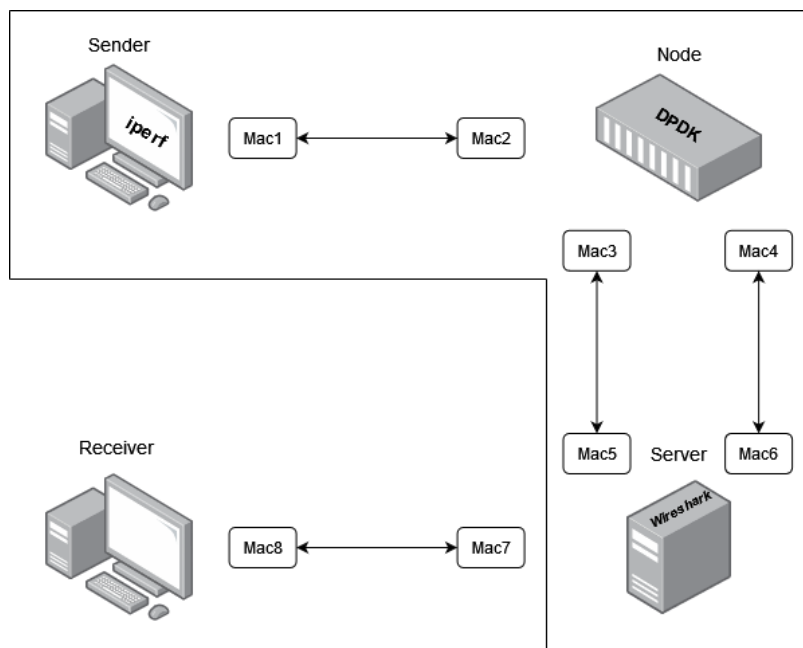 Sender
Node
iperf
DPDK
Mac1
Mac2
Mac3
Mac4
Receiver
Mac5
Server
Mac6
Wireshark
Mac8
Mac7